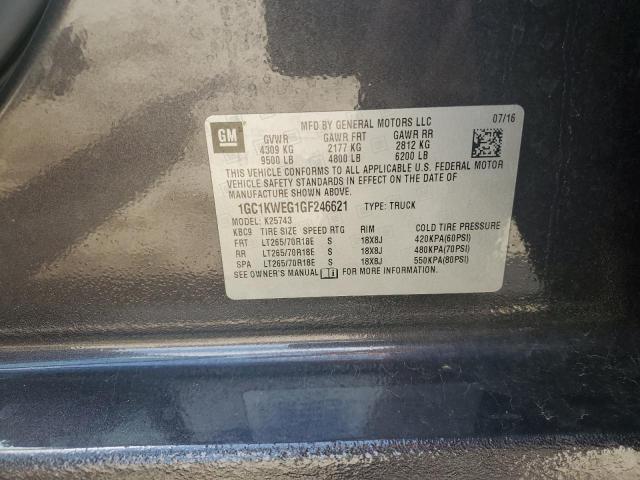 GM
MFD BY GENERAL MOTORS LLC 07/16
GVWR GAWR FRT GAWR RR
4309 KG 2177 KG 2812 KG
9500 LB 4800 LB 6200 LB
THIS VEHICLE CONFORMS TO ALL APPLICABLE U.S. FEDERAL MOTOR
VEHICLE SAFETY STANDARDS IN EFFECT ON THE DATE OF
MANUFACTURE SHOWN ABOVE.
1GC1KWEG1GF246621 TYPE: TRUCK
MODEL: K25743
KBC9 TIRE SIZE SPEED RTG RIM COLD TIRE PRESSURE
FRT LT265/70R18E S 18X8J 420KPA(60PSI)
RR LT265/70R18E S 18X8J 480KPA(70PSI)
SPA LT265/70R18E S 18X8J 550KPA(80PSI)
SEE OWNER'S MANUAL FOR MORE INFORMATION.